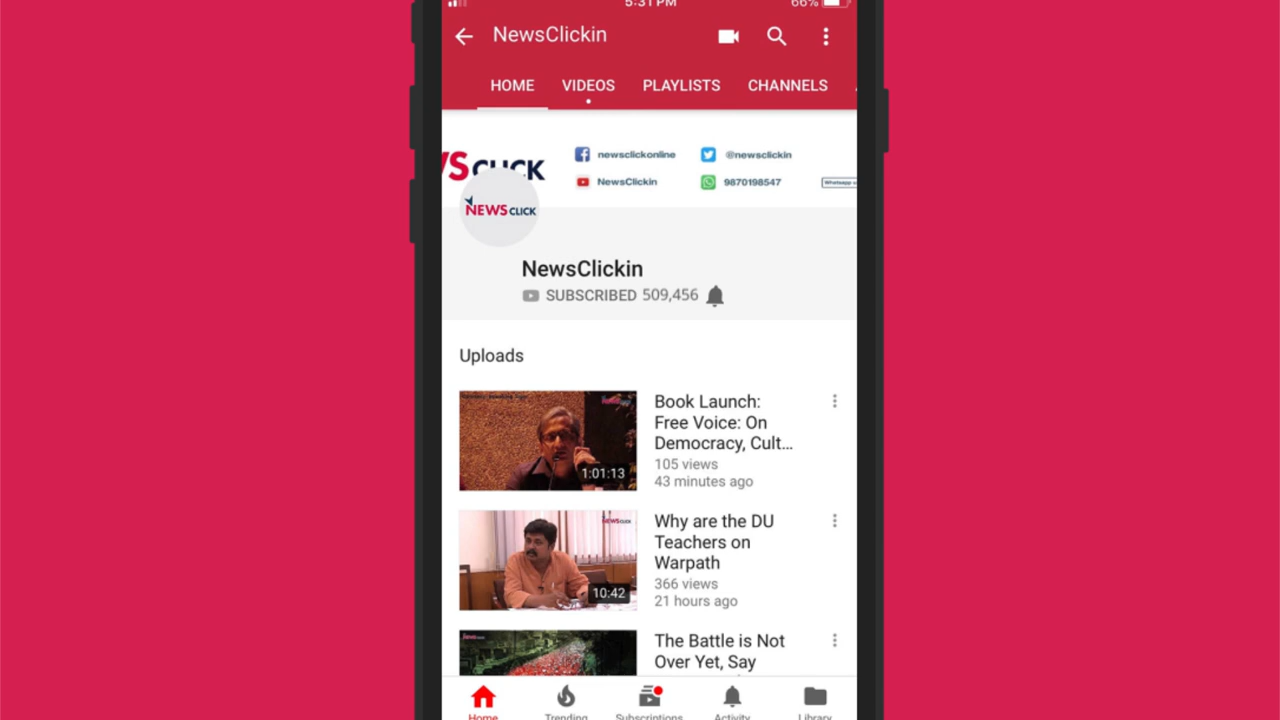 5:31 PM
66%
NewsClickin
HOME VIDEOS PLAYLISTS CHANNELS
CLICK
newsclickonline
@newsclickin
NewsClickin
9870198547
Whatsapp
NEWS CLICK
NewsClickin
SUBSCRIBED 509,456
Uploads
Book Launch:
Free Voice: On
Democracy, Cult...
105 views
43 minutes ago
1:01:13
Why are the DU
Teachers on
Warpath
366 views
21 hours ago
NEWSCLICK
10:42
The Battle is Not
Over Yet, Say
Home
Trending
Subscriptions
Activity
Library